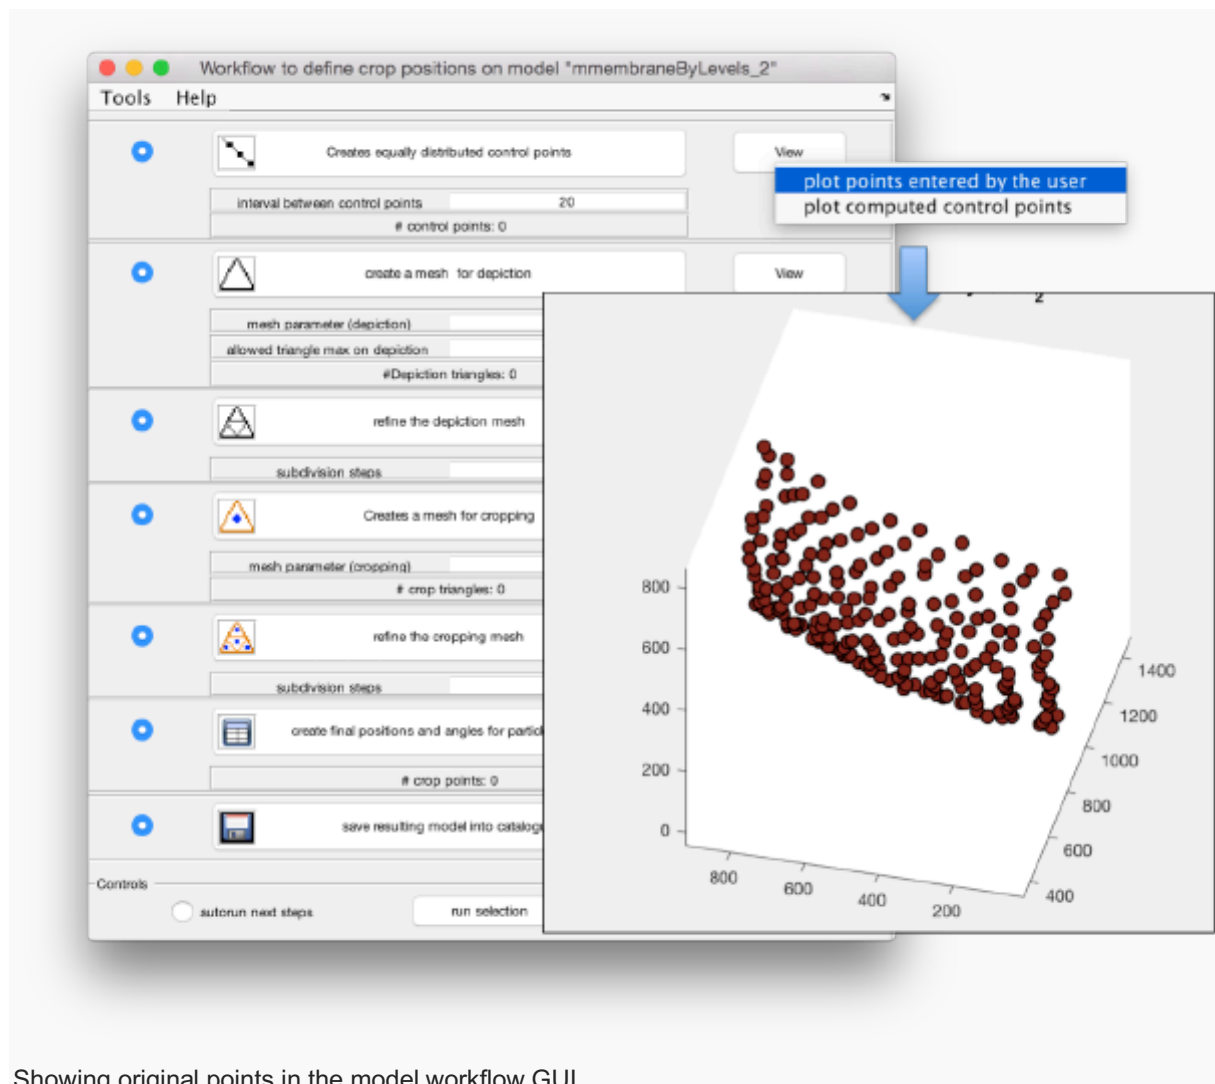 Workflow to define crop positions on model "mmembraneByLevels_2"
Tools Help
Creates equally distributed control points
View
plot points entered by the user
plot computed control points
interval between control points 20
# control points: 0
create a mesh for depiction
View
mesh parameter (depiction)
allowed triangle max on depiction
#Depiction triangles: 0
refine the depiction mesh
subdivision steps
Creates a mesh for cropping
mesh parameter (cropping)
# crop triangles: 0
refine the cropping mesh
subdivision steps
create final positions and angles for
# crop points: 0
save resulting model into
Controls
autorun next steps
run selection
2
800
600
400
200
0
800
600
400
200
1400
1200
1000
800
600
400
Showing original points in the model workflow GUI